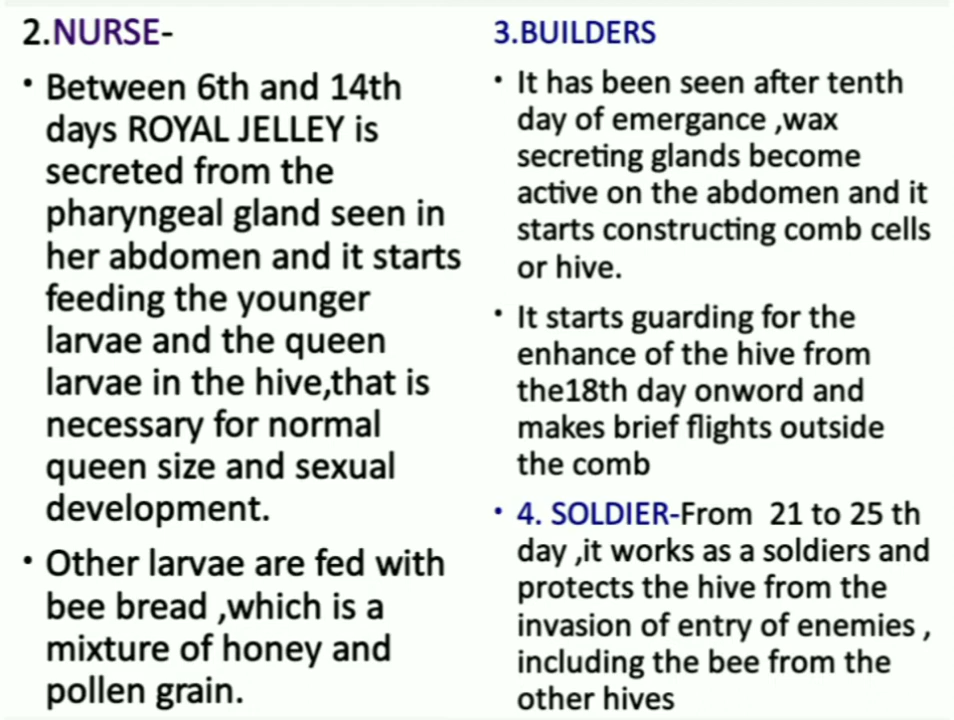 2.NURSE-
• Between 6th and 14th
days ROYAL JELLEY is
secreted from the
pharyngeal gland seen in
her abdomen and it starts
feeding the younger
larvae and the queen
larvae in the hive,that is
necessary for normal
queen size and sexual
development.
• Other larvae are fed with
bee bread ,which is a
mixture of honey and
pollen grain.
3.BUILDERS
• It has been seen after tenth
day of emergance ,wax
secreting glands become
active on the abdomen and it
starts constructing comb cells
or hive.
• It starts guarding for the
enhance of the hive from
the18th day onword and
makes brief flights outside
the comb
• 4. SOLDIER-From 21 to 25 th
day ,it works as a soldiers and
protects the hive from the
invasion of entry of enemies ,
including the bee from the
other hives